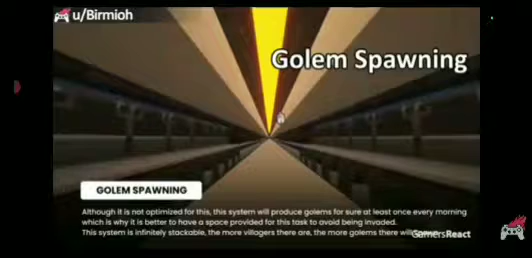 u/Birmioh
Golem Spawning
GOLEM SPAWNING
Although it is not optimized for this, this system will produce golems for sure at least once every morning
which is why it is better to have a space provided for this task to avoid being invaded.
This system is infinitely stackable, the more villagers there are, the more golems there will
GamersReact